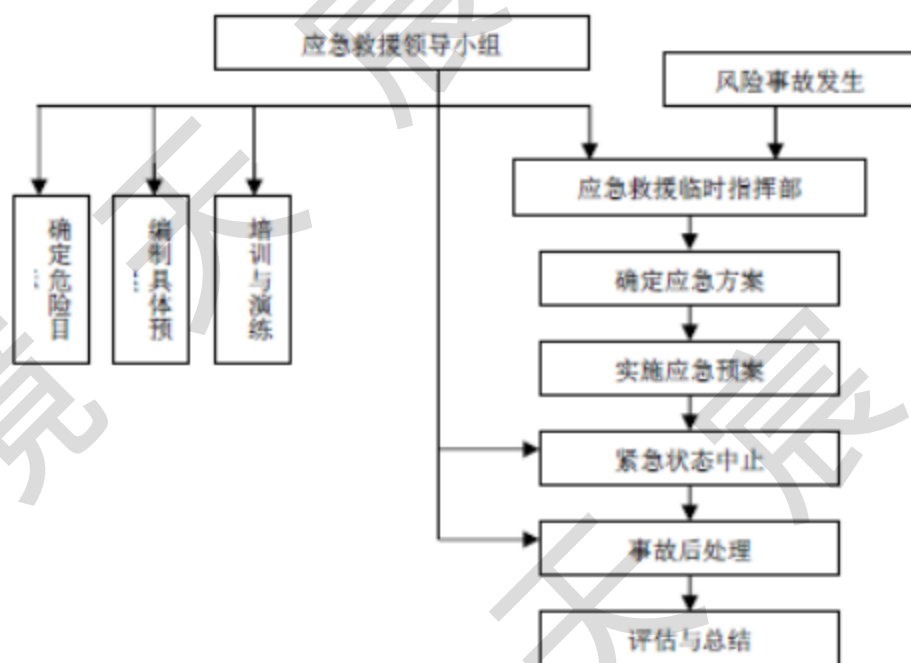 应急救援领导小组
风险事故发生
应急救援临时指挥部
确定危险目
编制具体预
培训与演练
确定应急方案
实施应急预案
紧急状态中止
事故后处理
评估与总结